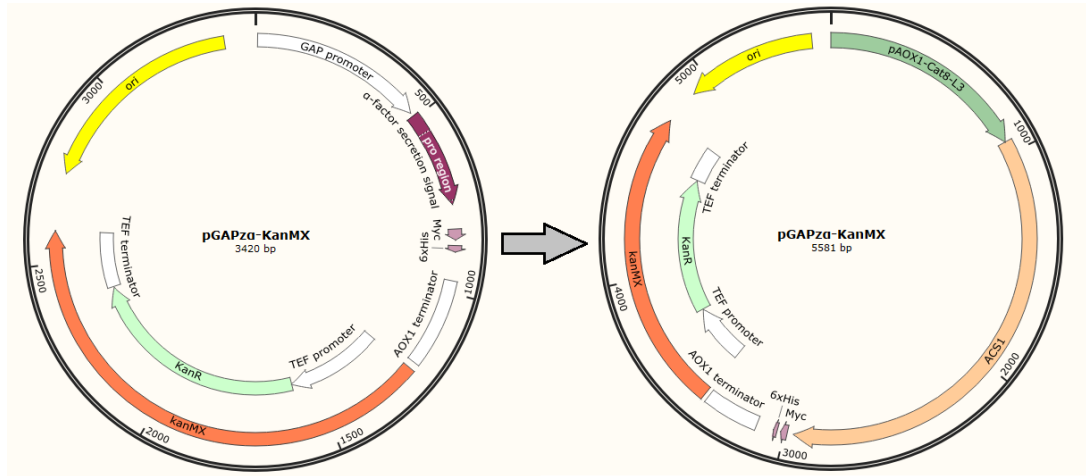 GAP promoter
500
α-factor secretion signal
pro region
Myc
6xHis
1000
AOX1 terminator
TEF promoter
1500
kanMX
2000
KanR
TEF terminator
2500
ori
3000
pGAPzα-KanMX
3420 bp
pAOX1-Cat8-L3
1000
ACS1
2000
3000
Myc
6xHis
AOX1 terminator
TEF promoter
4000
kanMX
KanR
TEF terminator
ori
5000
pGAPzα-KanMX
5581 bp